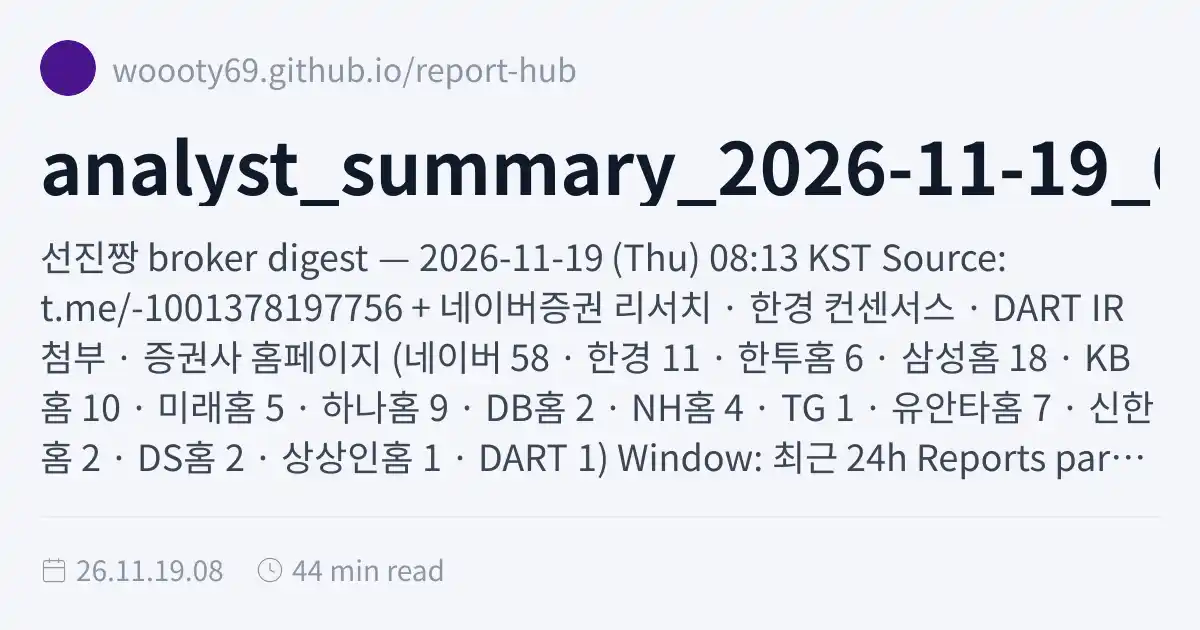 woooty69.github.io/report-hub
analyst_summary_2026-11-19_
선진짱 broker digest — 2026-11-19 (Thu) 08:13 KST Source:
t.me/-1001378197756 + 네이버증권 리서치 · 한경 컨센서스 · DART IR
첨부 · 증권사 홈페이지 (네이버 58 · 한경 11 · 한투홈 6 · 삼성홈 18 · KB
홈 10 · 미래홈 5 · 하나홈 9 · DB홈 2 · NH홈 4 · TG 1 · 유안타홈 7 · 신한
홈 2 · DS홈 2 · 상상인홈 1 · DART 1) Window: 최근 24h Reports par…
26.11.19.08 44 min read